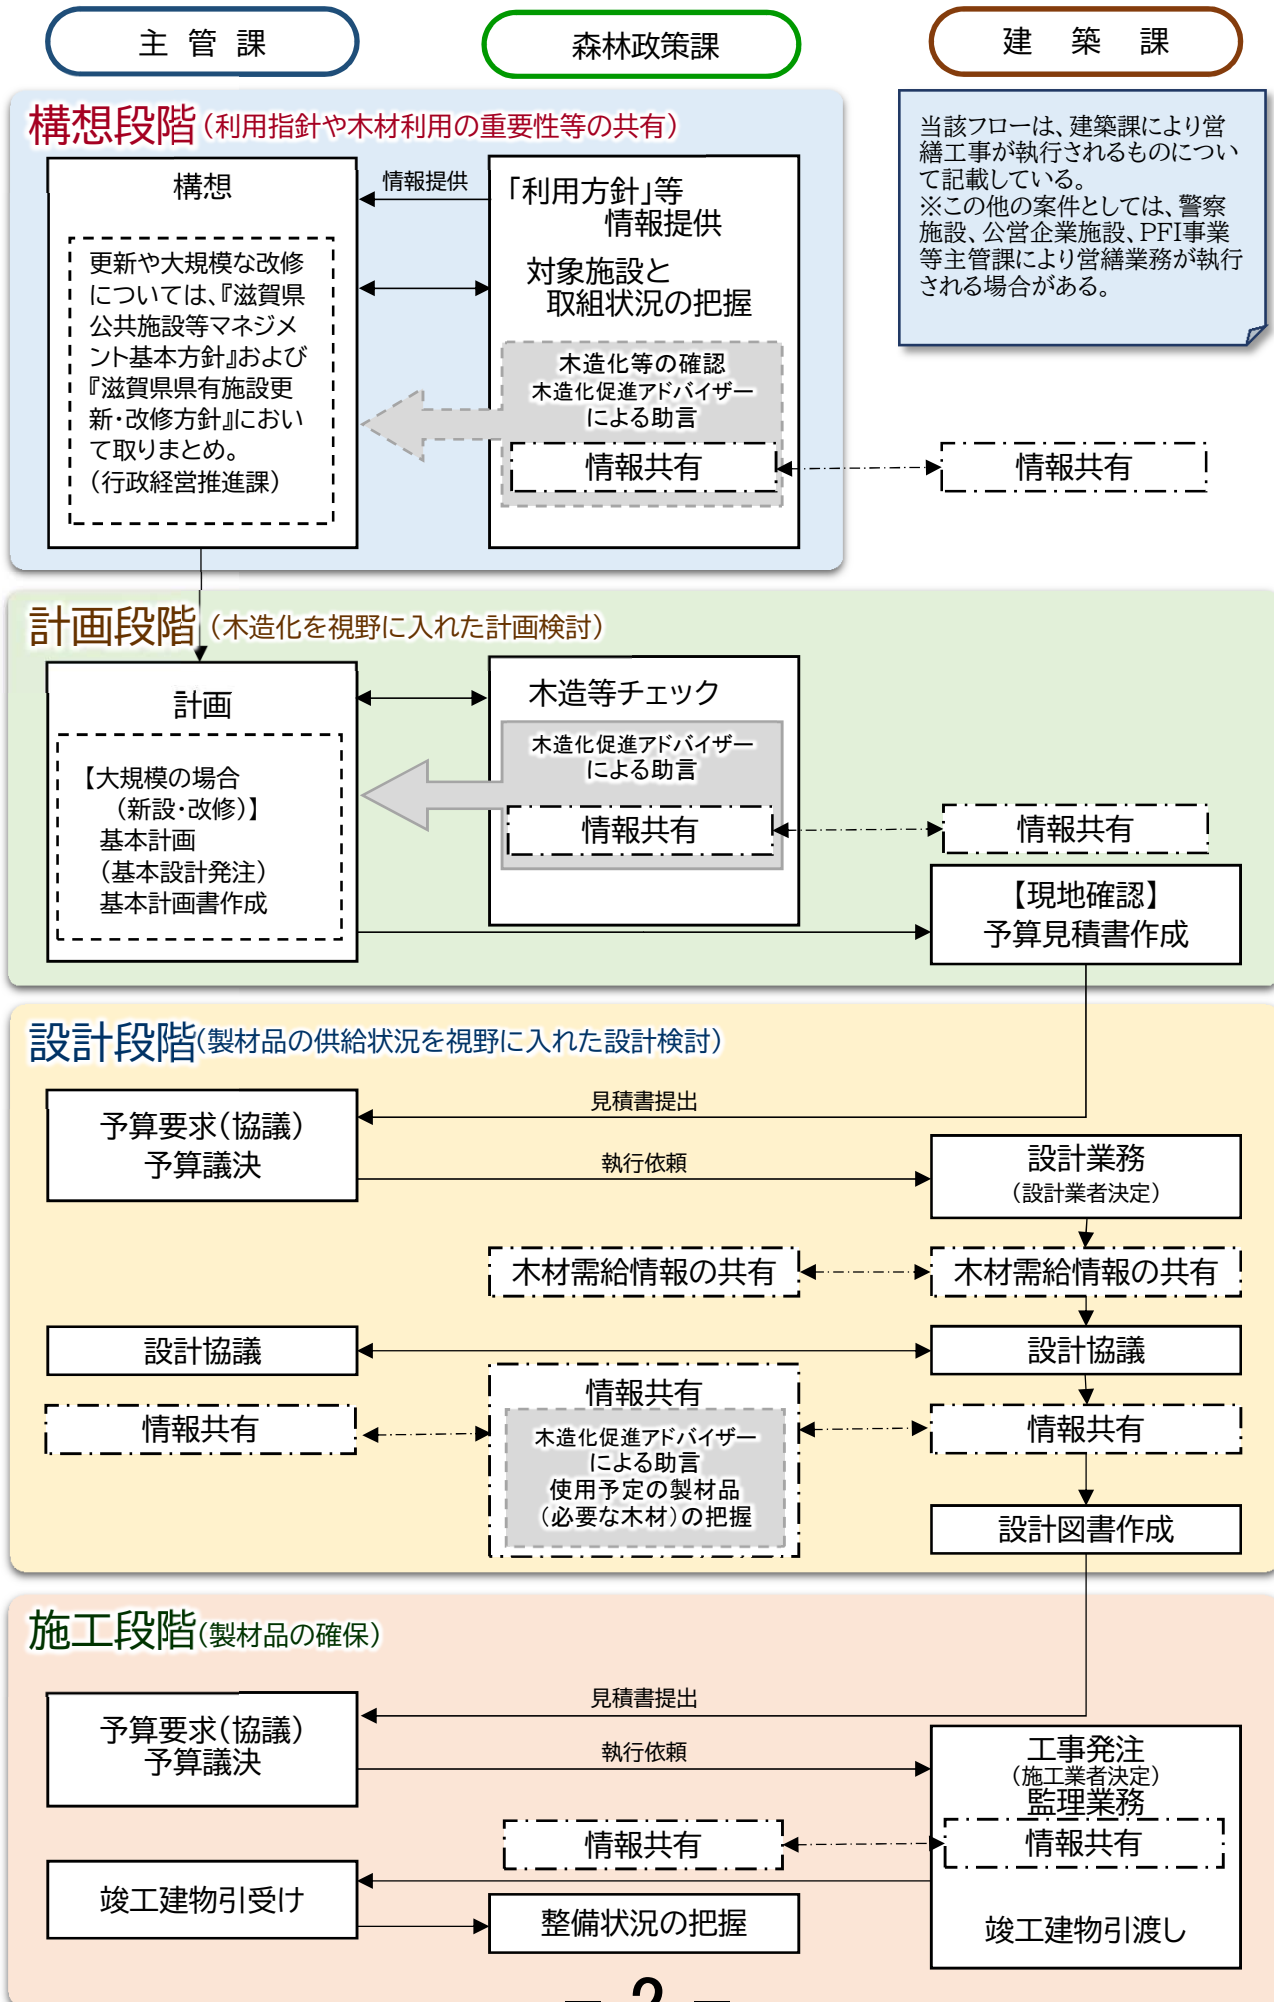 主管課
森林政策課
建築課
構想段階(利用指針や木材利用の重要性等の共有)
当該フローは、建築課により営
繕工事が執行されるものについ
て記載している。
※この他の案件としては、警察
施設、公営企業施設、PFI事業
等主管課により営繕業務が執行
される場合がある。
構想
更新や大規模な改修
については、『滋賀県
公共施設等マネジメ
ント基本方針』および
『滋賀県県有施設更
新・改修方針』におい
て取りまとめ。
(行政経営推進課)
情報提供
「利用方針」等
情報提供
対象施設と
取組状況の把握
木造化等の確認
木造化促進アドバイザー
による助言
情報共有
情報共有
計画段階(木造化を視野に入れた計画検討)
計画
【大規模の場合
(新設・改修)】
基本計画
(基本設計発注)
基本計画書作成
木造等チェック
木造化促進アドバイザー
による助言
情報共有
情報共有
【現地確認】
予算見積書作成
設計段階(製材品の供給状況を視野に入れた設計検討)
見積書提出
予算要求(協議)
予算議決
執行依頼
設計業務
(設計業者決定)
木材需給情報の共有
木材需給情報の共有
設計協議
設計協議
情報共有
情報共有
木造化促進アドバイザー
による助言
使用予定の製材品
(必要な木材)の把握
情報共有
設計図書作成
施工段階(製材品の確保)
見積書提出
予算要求(協議)
予算議決
執行依頼
工事発注
(施工業者決定)
監理業務
情報共有
情報共有
竣工建物引受け
整備状況の把握
竣工建物引渡し
- 2 -